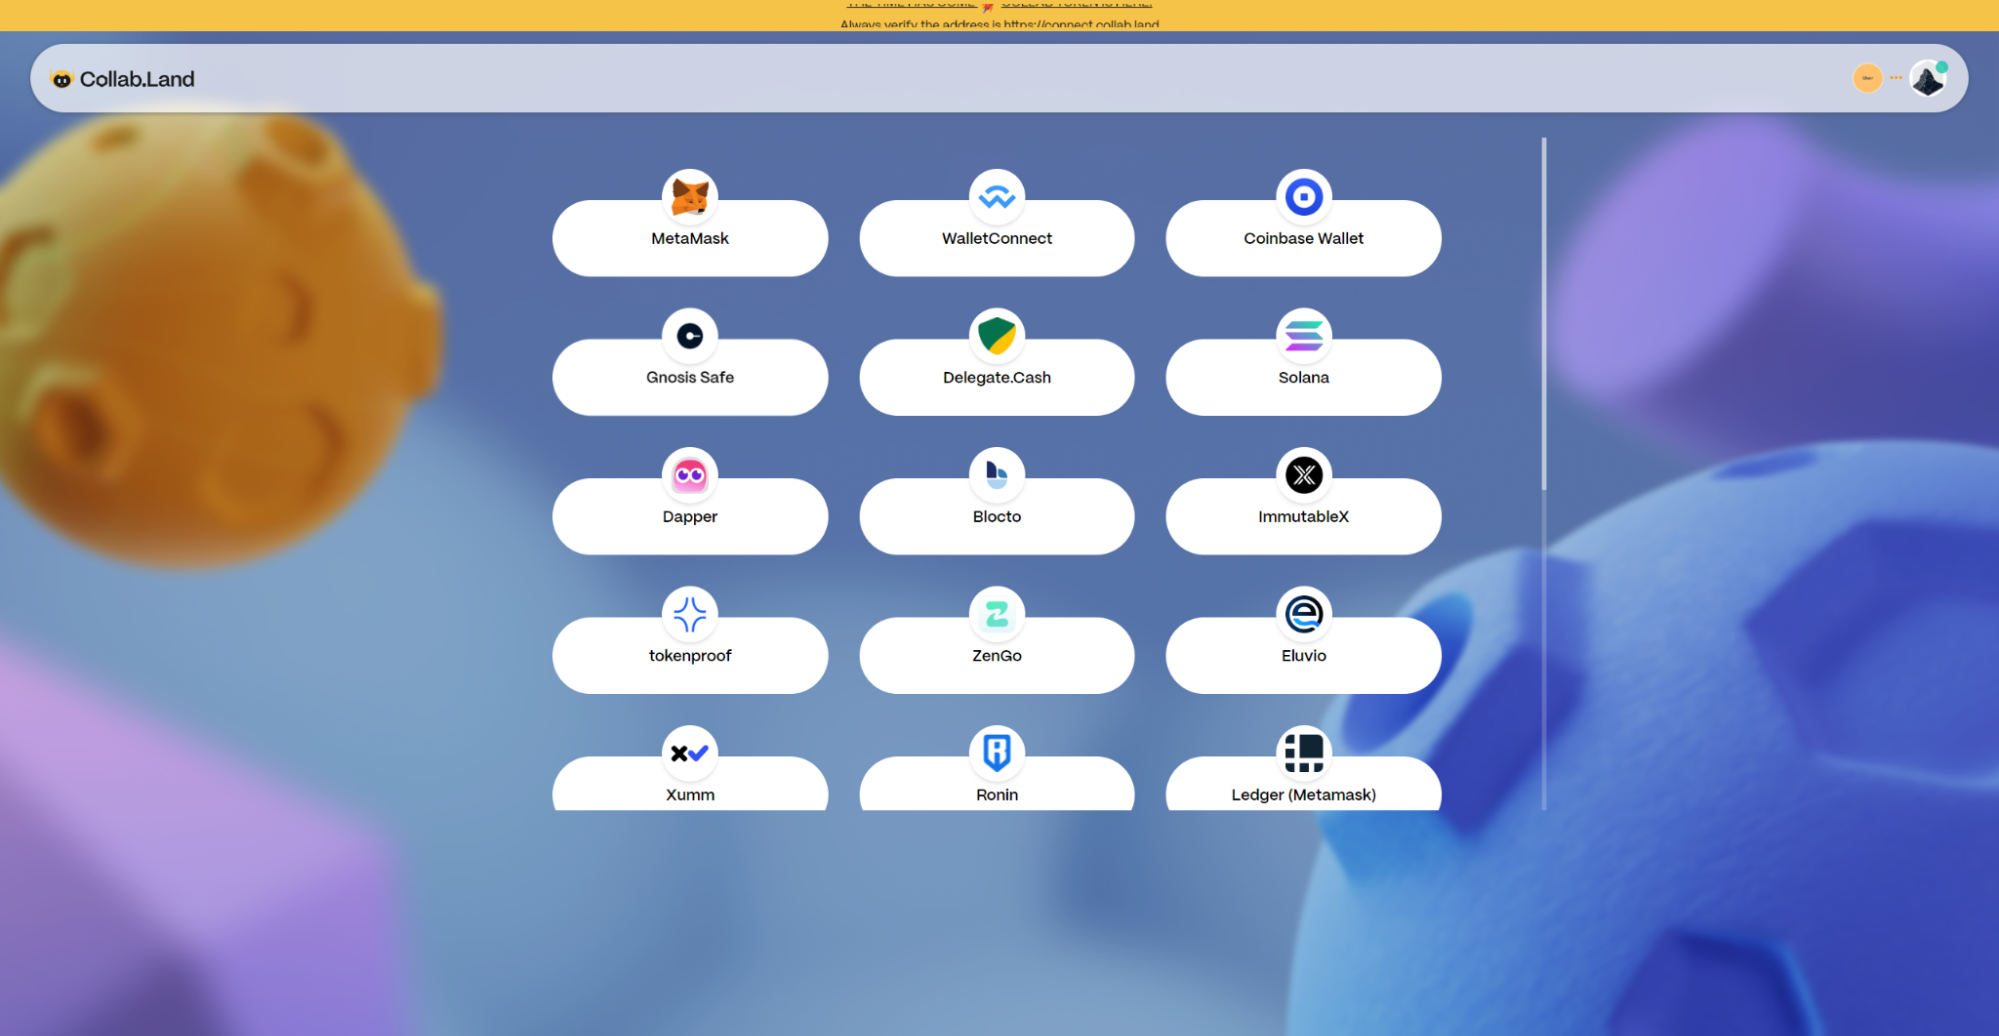 Always verify the address is https://connect.collab.land
Collab.Land
User
MetaMask
WalletConnect
Coinbase Wallet
Gnosis Safe
Delegate.Cash
Solana
Dapper
Blocto
ImmutableX
tokenproof
ZenGo
Eluvio
Xumm
Ronin
Ledger (Metamask)